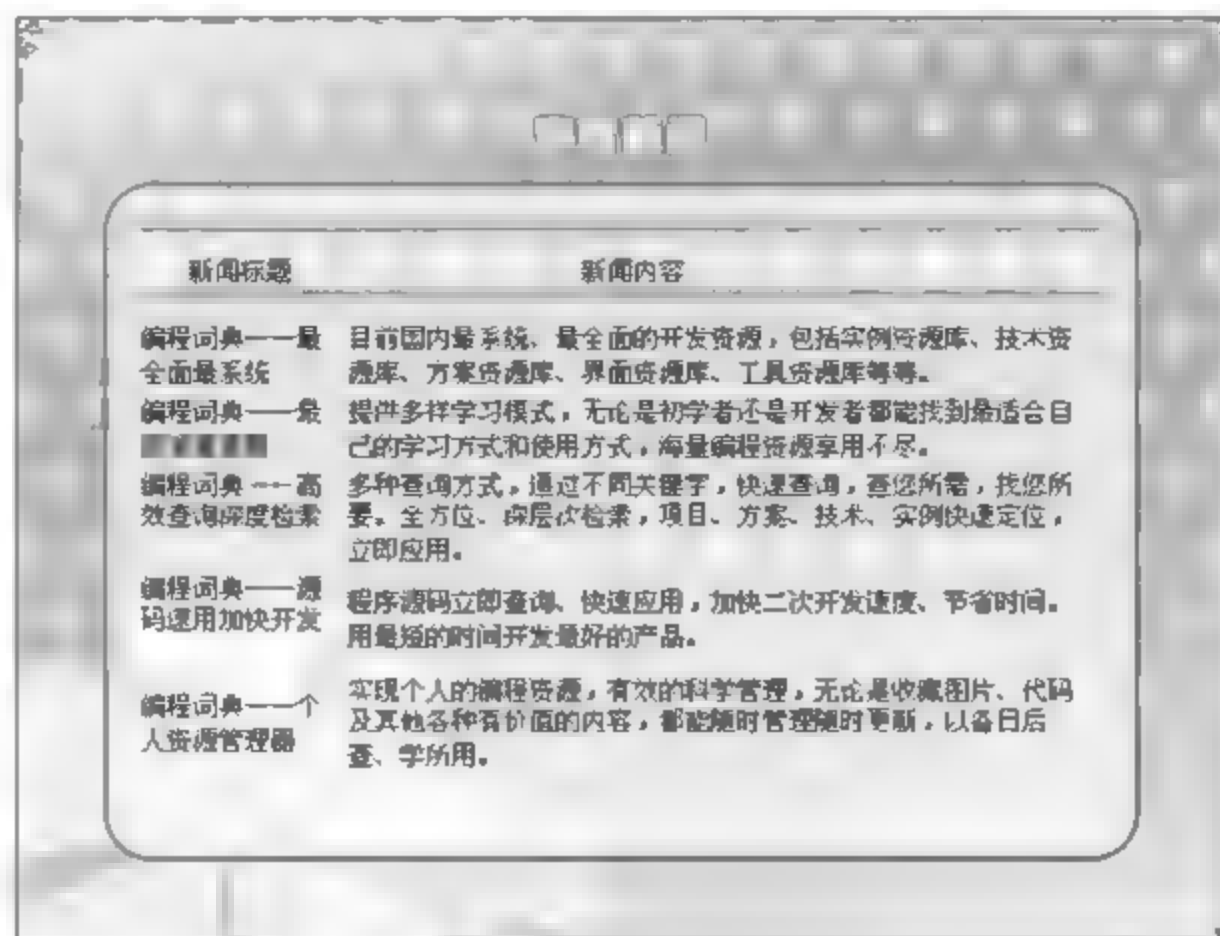 新闻标题 新闻内容
编程词典——最 目前国内最系统、最全面的开发资源，包括实例资源库、技术资
全面最系统 源库、方案资源库、界面资源库、工具资源库等等。
编程词典——最 提供多样学习模式，无论是初学者还是开发者都能找到最适合自
己的学习方式和使用方式，海量编程资源享用不尽。
编程词典——高 多种查询方式，通过不同关键字，快速查询，查您所需，找您所
效查询深度检索 要。全方位、深层次检索，项目、方案、技术、实例快速定位，
立即应用。
编程词典——源 程序源码立即查询、快速应用，加快二次开发速度、节省时间。
码速用加快开发 用最短的时间开发最好的产品。
编程词典——个 实现个人的编程资源，有效的科学管理，无论是收藏图片、代码
人资源管理器 及其他各种有价值的内容，都能随时管理随时更新，以备日后
查、学所用。